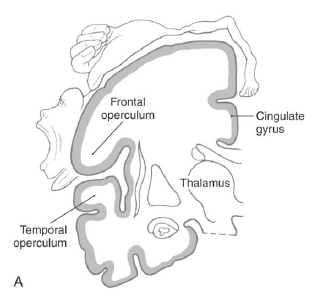 Frontal
operculum
Cingulate
gyrus
Thalamus
Temporal
operculum
A